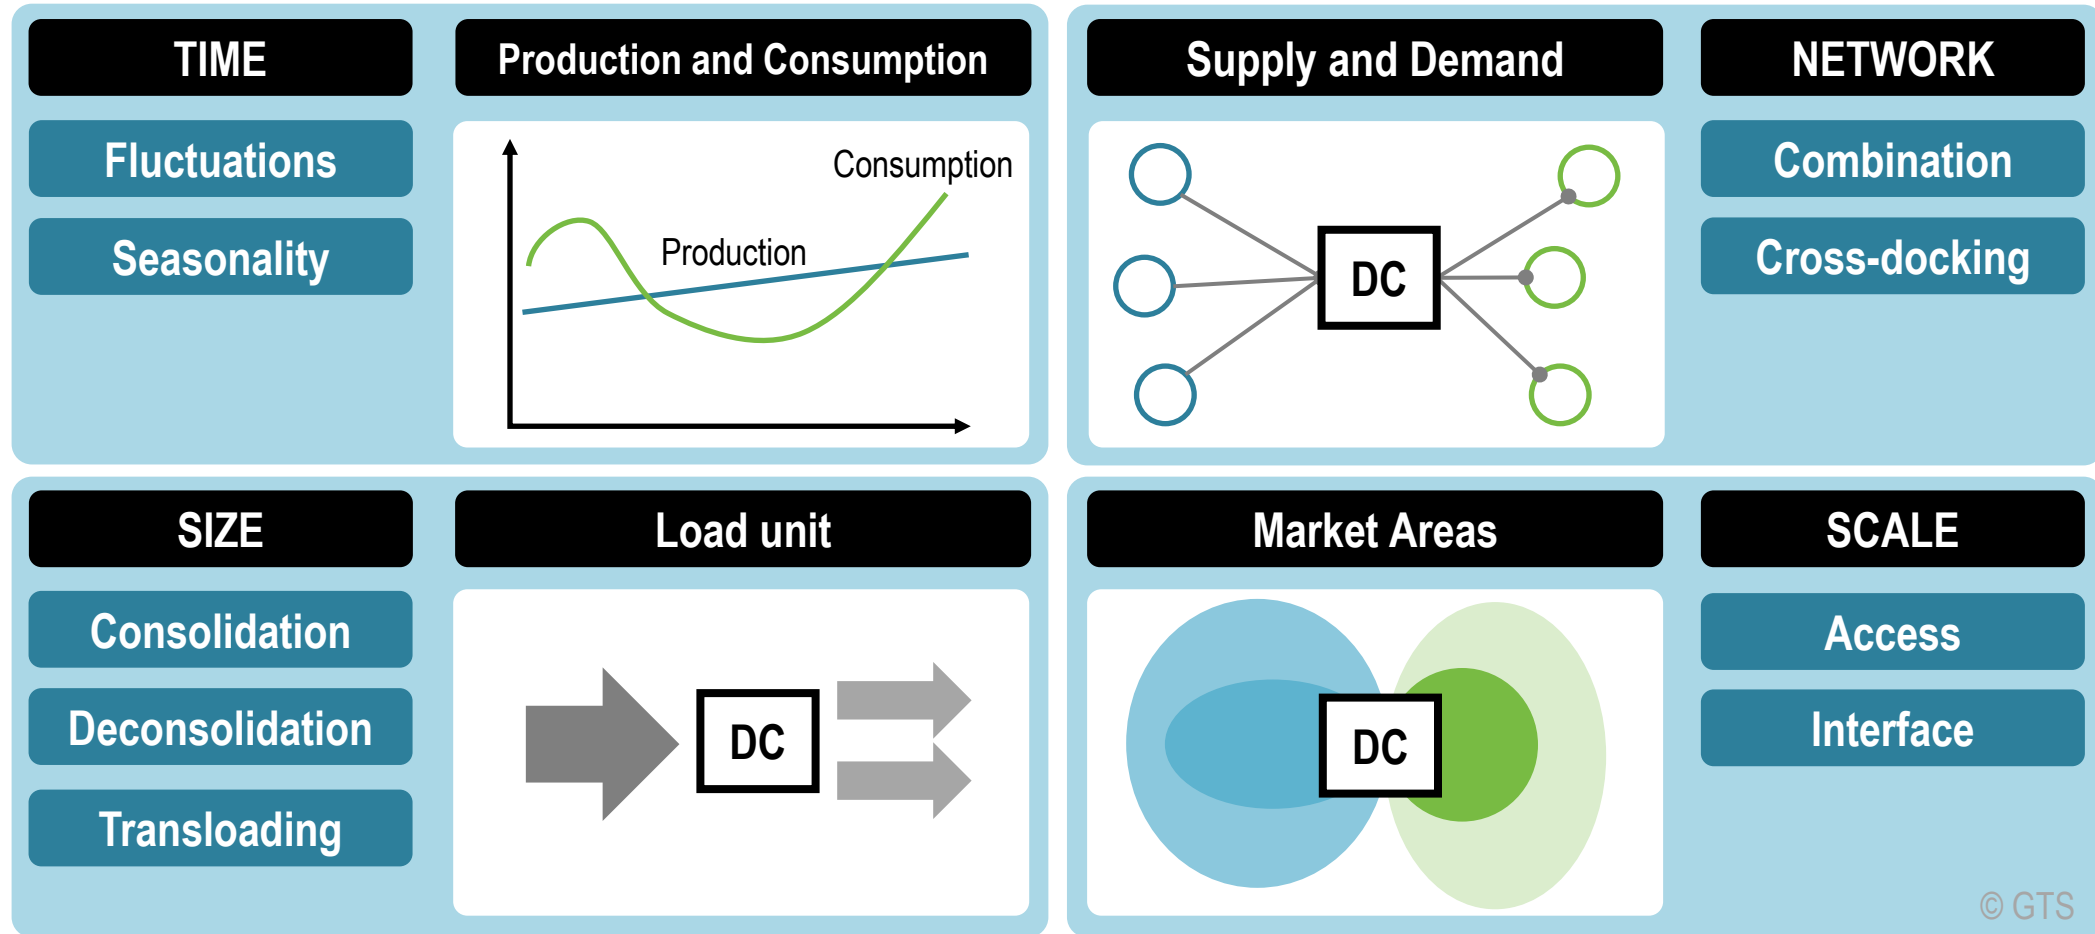 TIME
Production and Consumption
Fluctuations
Seasonality
Consumption
Production
Supply and Demand
NETWORK
DC
Combination
Cross-docking
SIZE
Load unit
Consolidation
Deconsolidation
Transloading
DC
Market Areas
SCALE
DC
Access
Interface
© GTS